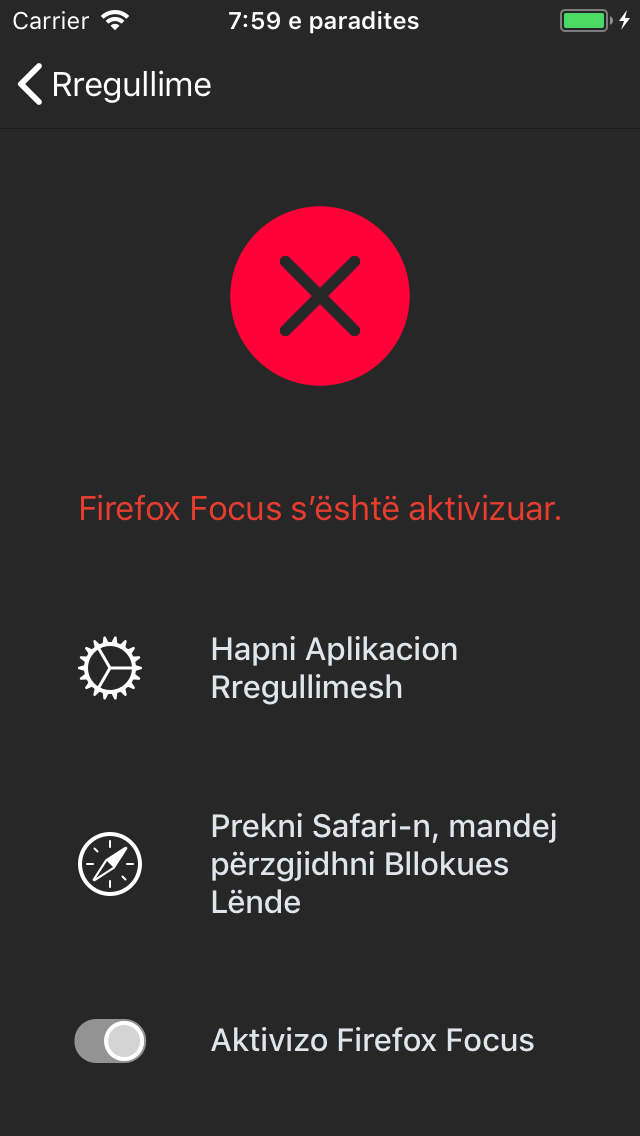 Carrier 7:59 e paradites
Rregullime
Firefox Focus s’është aktivizuar.
Hapni Aplikacion
Rregullimesh
Prekni Safari-n, mandej
përzgjidhni Bllokues
Lënde
Aktivizo Firefox Focus